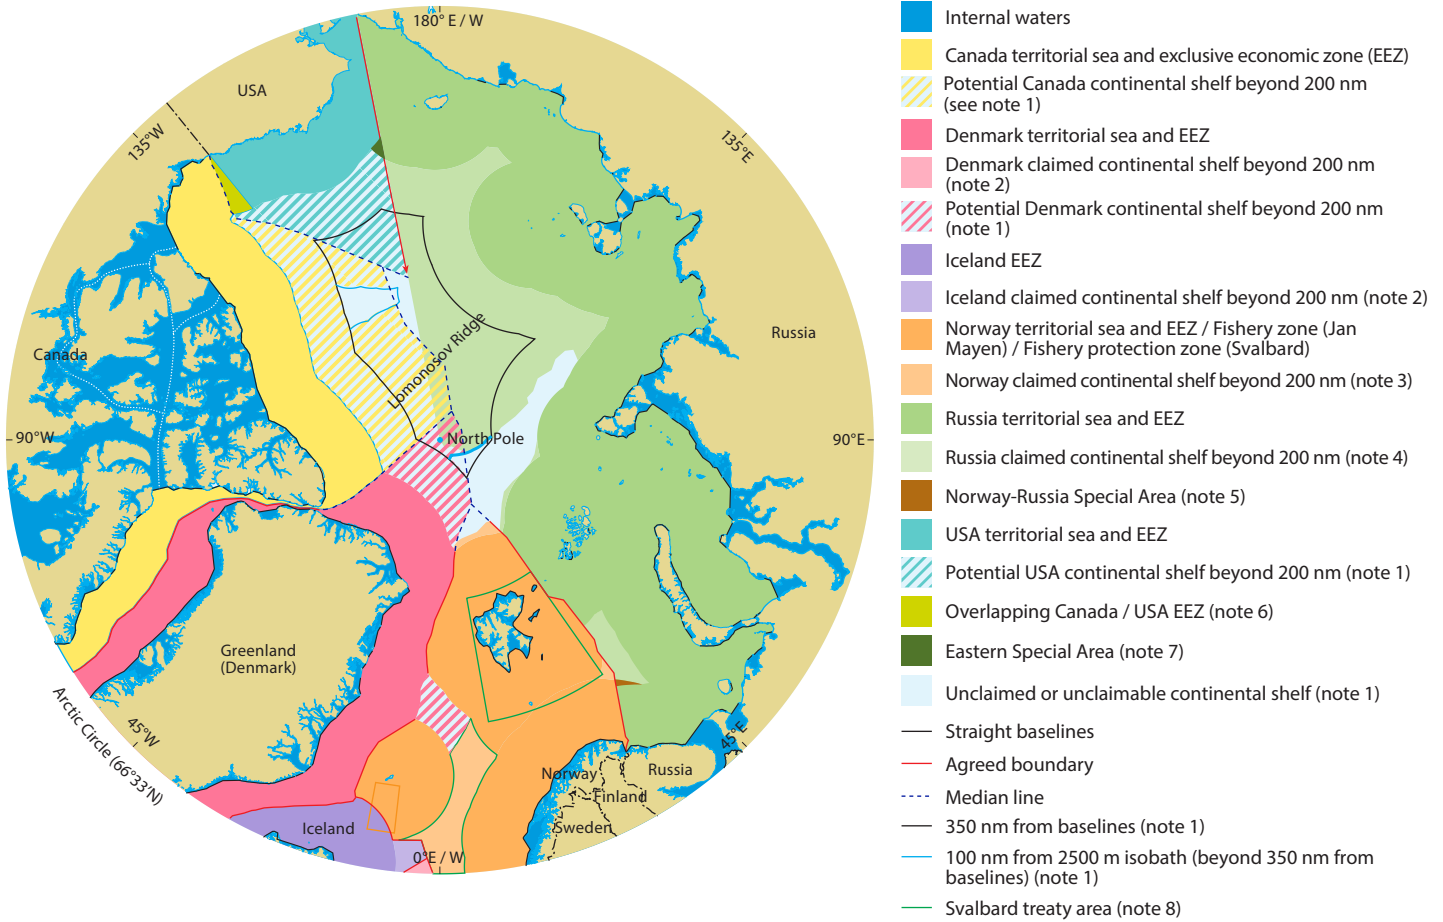 180° E / W
USA
135°W
135°E
Canada
Russia
Lomonosov Ridge
90°W
North Pole
90°E
Greenland
(Denmark)
Arctic Circle (66°33′N)
45°W
45°E
Norway
Russia
Finland
Sweden
Iceland
0°E / W
Internal waters
Canada territorial sea and exclusive economic zone (EEZ)
Potential Canada continental shelf beyond 200 nm
(see note 1)
Denmark territorial sea and EEZ
Denmark claimed continental shelf beyond 200 nm
(note 2)
Potential Denmark continental shelf beyond 200 nm
(note 1)
Iceland EEZ
Iceland claimed continental shelf beyond 200 nm (note 2)
Norway territorial sea and EEZ / Fishery zone (Jan
Mayen) / Fishery protection zone (Svalbard)
Norway claimed continental shelf beyond 200 nm (note 3)
Russia territorial sea and EEZ
Russia claimed continental shelf beyond 200 nm (note 4)
Norway-Russia Special Area (note 5)
USA territorial sea and EEZ
Potential USA continental shelf beyond 200 nm (note 1)
Overlapping Canada / USA EEZ (note 6)
Eastern Special Area (note 7)
Unclaimed or unclaimable continental shelf (note 1)
Straight baselines
Agreed boundary
Median line
350 nm from baselines (note 1)
100 nm from 2500 m isobath (beyond 350 nm from
baselines) (note 1)
Svalbard treaty area (note 8)